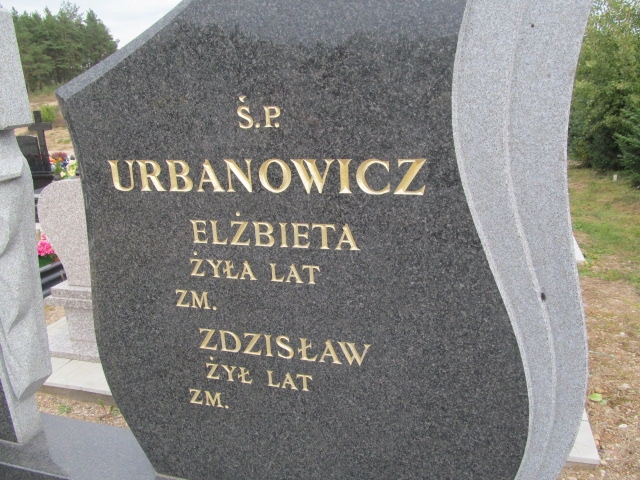 Ś.P.
URBANOWICZ
ELŻBIETA
ŻYŁA LAT
ZM.
ZDZISŁAW
ŻYŁ LAT
ZM.